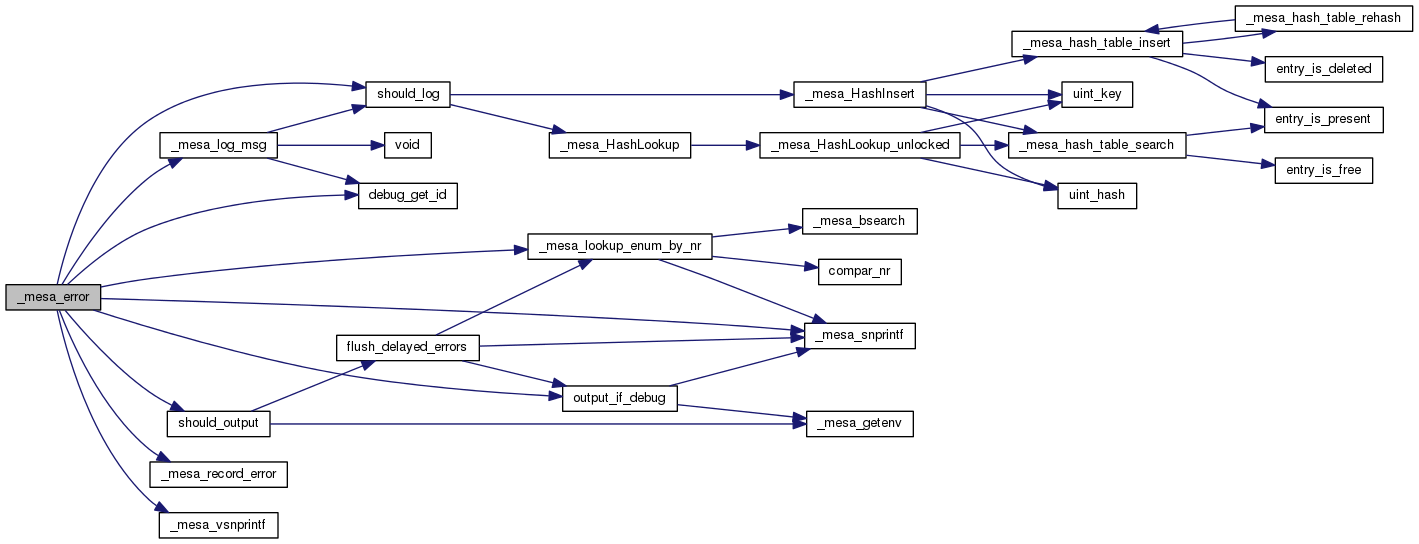 _mesa_hash_table_rehash
_mesa_hash_table_insert
entry_is_deleted
should_log
_mesa_HashInsert
uint_key
entry_is_present
_mesa_log_msg
void
_mesa_HashLookup
_mesa_HashLookup_unlocked
_mesa_hash_table_search
entry_is_free
debug_get_id
uint_hash
_mesa_bsearch
_mesa_lookup_enum_by_nr
compar_nr
_mesa_error
_mesa_snprintf
flush_delayed_errors
output_if_debug
should_output
_mesa_getenv
_mesa_record_error
_mesa_vsnprintf